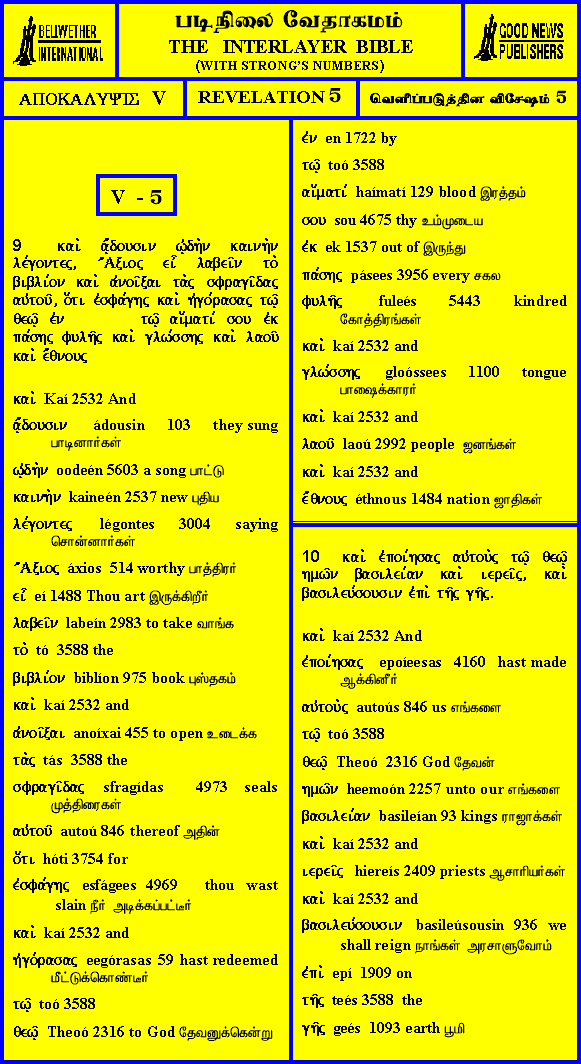 BELLWETHER
INTERNATIONAL
படிநிலை வேதாகமம்
THE INTERLAYER BIBLE
(WITH STRONG'S NUMBERS)
GOOD NEWS
PUBLISHERS
ΑΠΟΚΑΛΥΨΙΣ V
REVELATION 5
வெளிப்படுத்தின விசேஷம் 5
V - 5
9 καὶ ᾄδουσιν ᾠδὴν καινὴν
λέγοντες, Ἄξιος εἶ λαβεῖν τὸ
βιβλίον καὶ ἀνοῖξαι τὰς σφραγῖδας
αὐτοῦ, ὅτι ἐσφάγης καὶ ἠγόρασας τῷ
θεῷ ἐν τῷ αἵματί σου ἐκ
πάσης φυλῆς καὶ γλώσσης καὶ λαοῦ
καὶ ἔθνους
καὶ Kaí 2532 And
ᾄδουσιν ádousin 103 they sung
பாடினார்கள்
ᾠδὴν oodeén 5603 a song பாட்டு
καινὴν kaineén 2537 new புதிய
λέγοντες légontes 3004 saying
சொன்னார்கள்
Ἄξιος áxios 514 worthy பாத்திரர்
εἶ eí 1488 Thou art இருக்கிறீர்
λαβεῖν labeín 2983 to take வாங்க
τὸ tó 3588 the
βιβλίον biblíon 975 book புஸ்தகம்
καὶ kaí 2532 and
ἀνοῖξαι anoíxai 455 to open உடைக்க
τὰς tás 3588 the
σφραγῖδας sfragídas 4973 seals
முத்திரைகள்
αὐτοῦ autoú 846 thereof அதின்
ὅτι hóti 3754 for
ἐσφάγης esfágees 4969 thou wast
slain நீர் அடிக்கப்பட்டீர்
καὶ kaí 2532 and
ἠγόρασας eegórasas 59 hast redeemed
மீட்டுக்கொண்டீர்
τῷ toó 3588
θεῷ Theoó 2316 to God தேவனுக்கென்று
ἐν en 1722 by
τῷ toó 3588
αἵματί haímatí 129 blood இரத்தம்
σου sou 4675 thy உம்முடைய
ἐκ ek 1537 out of இருந்து
πάσης pásees 3956 every சகல
φυλῆς fuleés 5443 kindred
கோத்திரங்கள்
καὶ kaí 2532 and
γλώσσης gloóssees 1100 tongue
பாஷைக்காரர்
καὶ kaí 2532 and
λαοῦ laoú 2992 people ஜனங்கள்
καὶ kaí 2532 and
ἔθνους éthnous 1484 nation ஜாதிகள்
10 καὶ ἐποίησας αὐτοὺς τῷ θεῷ
ημῶν βασιλείαν καὶ ιερεῖς, καὶ
βασιλεύσουσιν ἐπὶ τῆς γῆς.
καὶ kaí 2532 And
ἐποίησας epoíeesas 4160 hast made
ஆக்கினீர்
αὐτοὺς autoús 846 us எங்களை
τῷ toó 3588
θεῷ Theoó 2316 God தேவன்
ημῶν heemoón 2257 unto our எங்களை
βασιλείαν basileían 93 kings ராஜாக்கள்
καὶ kaí 2532 and
ιερεῖς hiereís 2409 priests ஆசாரியர்கள்
καὶ kaí 2532 and
βασιλεύσουσιν basileúsousin 936 we
shall reign நாங்கள் அரசாளுவோம்
ἐπὶ epí 1909 on
τῆς teés 3588 the
γῆς geés 1093 earth பூமி